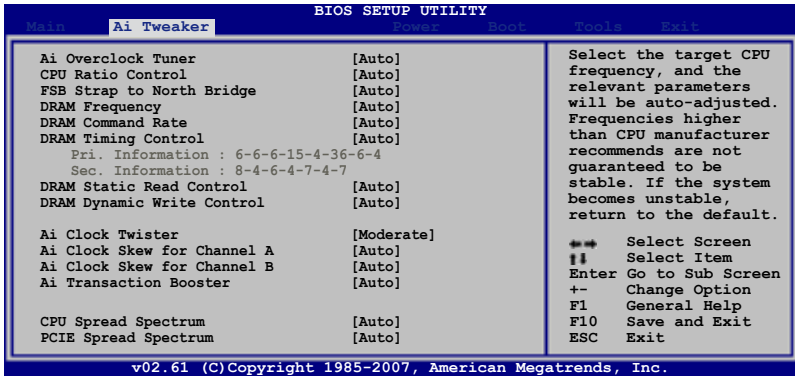 BIOS SETUP UTILITY
Main Ai Tweaker Power Boot Tools Exit
Ai Overclock Tuner [Auto]
CPU Ratio Control [Auto]
FSB Strap to North Bridge [Auto]
DRAM Frequency [Auto]
DRAM Command Rate [Auto]
DRAM Timing Control [Auto]
Pri. Information : 6-6-6-15-4-36-6-4
Sec. Information : 8-4-6-4-7-4-7
DRAM Static Read Control [Auto]
DRAM Dynamic Write Control [Auto]
Ai Clock Twister [Moderate]
Ai Clock Skew for Channel A [Auto]
Ai Clock Skew for Channel B [Auto]
Ai Transaction Booster [Auto]
CPU Spread Spectrum [Auto]
PCIE Spread Spectrum [Auto]
Select the target CPU
frequency, and the
relevant parameters
will be auto-adjusted.
Frequencies higher
than CPU manufacturer
recommends are not
guaranteed to be
stable. If the system
becomes unstable,
return to the default.
Select Screen
Select Item
Enter Go to Sub Screen
+- Change Option
F1 General Help
F10 Save and Exit
ESC Exit
v02.61 (C)Copyright 1985-2007, American Megatrends, Inc.